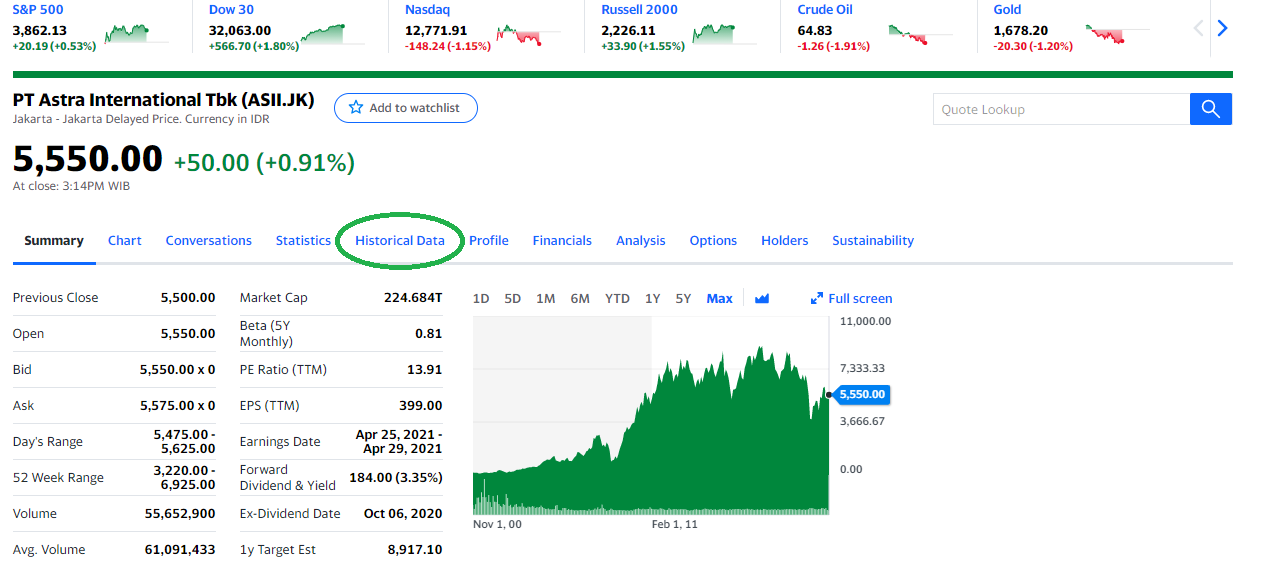 S&P 500 Dow 30 Nasdaq Russell 2000 Crude Oil Gold
3,862.13 32,063.00 12,771.91 2,226.11 64.83 1,678.20
+20.19 (+0.53%) +566.70 (+1.80%) -148.24 (-1.15%) +33.90 (+1.55%) -1.26 (-1.91%) -20.30 (-1.20%)
PT Astra International Tbk (ASII.JK) Add to watchlist Quote Lookup
Jakarta - Jakarta Delayed Price. Currency in IDR
5,550.00 +50.00 (+0.91%)
At close: 3:14PM WIB
Summary Chart Conversations Statistics Historical Data Profile Financials Analysis Options Holders Sustainability
Previous Close 5,500.00
Open 5,550.00
Bid 5,550.00 x 0
Ask 5,575.00 x 0
Day's Range 5,475.00 -
5,625.00
52 Week Range 3,220.00 -
6,925.00
Volume 55,652,900
Avg. Volume 61,091,433
Market Cap 224.684T
Beta (5Y
Monthly) 0.81
PE Ratio (TTM) 13.91
EPS (TTM) 399.00
Earnings Date Apr 25, 2021 -
Apr 29, 2021
Forward
Dividend & Yield 184.00 (3.35%)
Ex-Dividend Date Oct 06, 2020
1y Target Est 8,917.10
1D 5D 1M 6M YTD 1Y 5Y Max Full screen
11,000.00
7,333.33
5,550.00
3,666.67
0.00
Nov 1, 00 Feb 1, 11